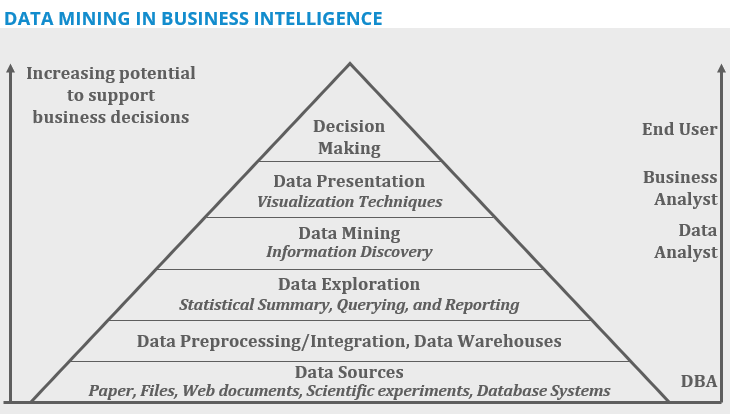 DATA MINING IN BUSINESS INTELLIGENCE
Increasing potential
to support
business decisions
Decision
Making
End User
Data Presentation
Visualization Techniques
Business
Analyst
Data Mining
Information Discovery
Data
Analyst
Data Exploration
Statistical Summary, Querying, and Reporting
Data Preprocessing/Integration, Data Warehouses
Data Sources
Paper, Files, Web documents, Scientific experiments, Database Systems
DBA